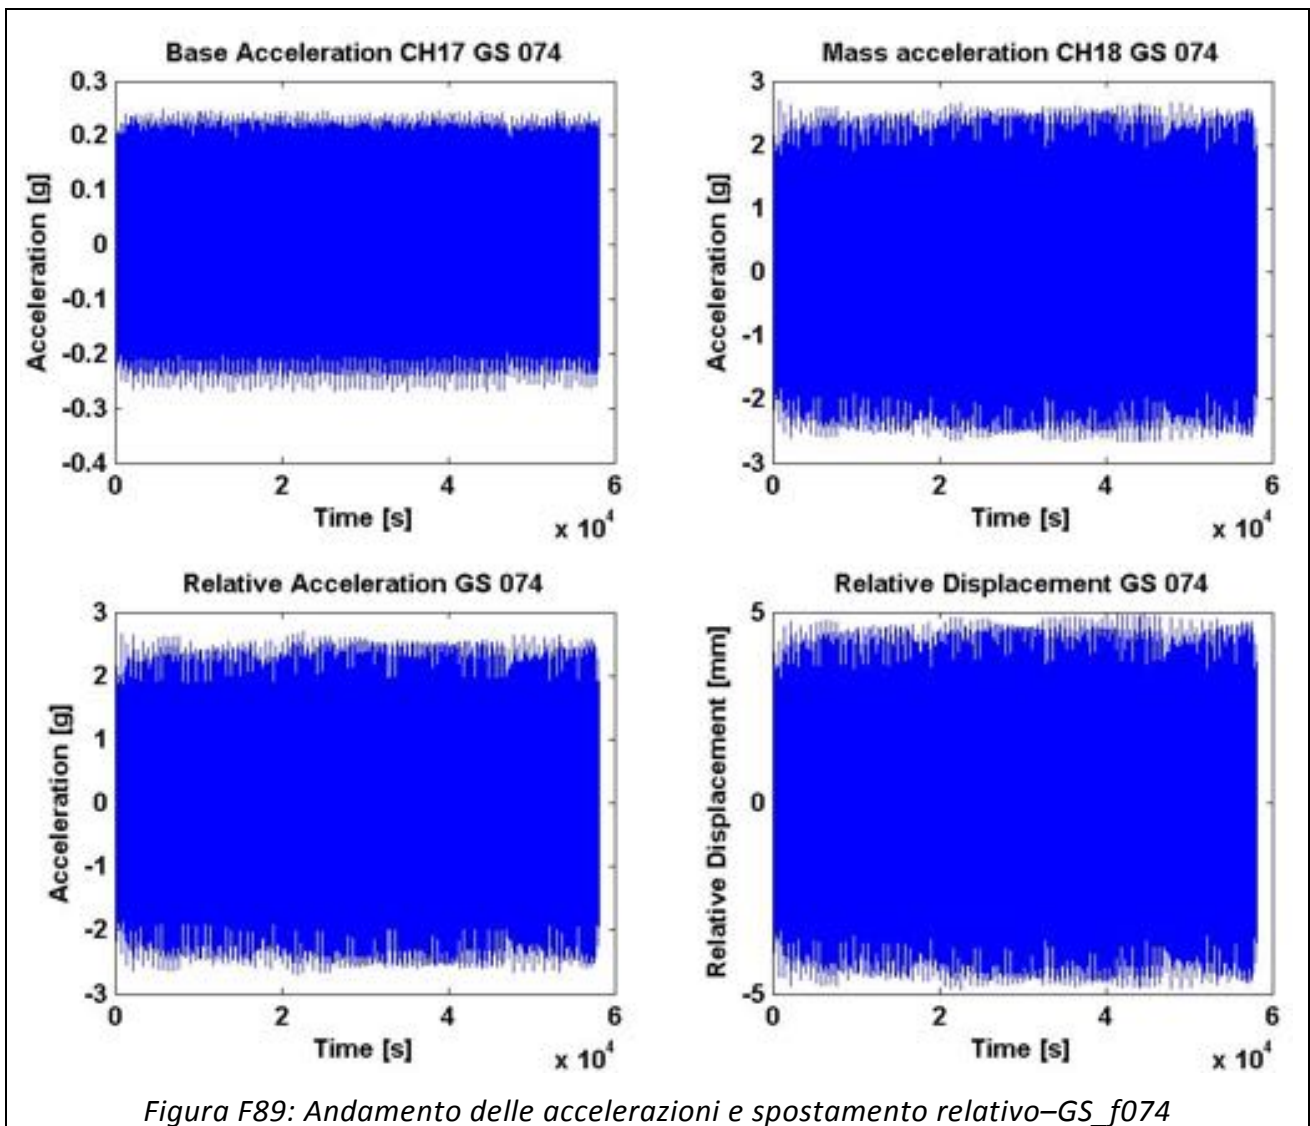 Base Acceleration CH17 GS 074
Acceleration [g]
0.3
0.2
0.1
0
-0.1
-0.2
-0.3
-0.4
0
2
4
6
Time [s]
x 10^4
Mass acceleration CH18 GS 074
Acceleration [g]
3
2
1
0
-1
-2
-3
0
2
4
6
Time [s]
x 10^4
Relative Acceleration GS 074
Acceleration [g]
3
2
1
0
-1
-2
-3
0
2
4
6
Time [s]
x 10^4
Relative Displacement GS 074
Relative Displacement [mm]
5
0
-5
0
2
4
6
Time [s]
x 10^4
Figura F89: Andamento delle accelerazioni e spostamento relativo–GS_f074